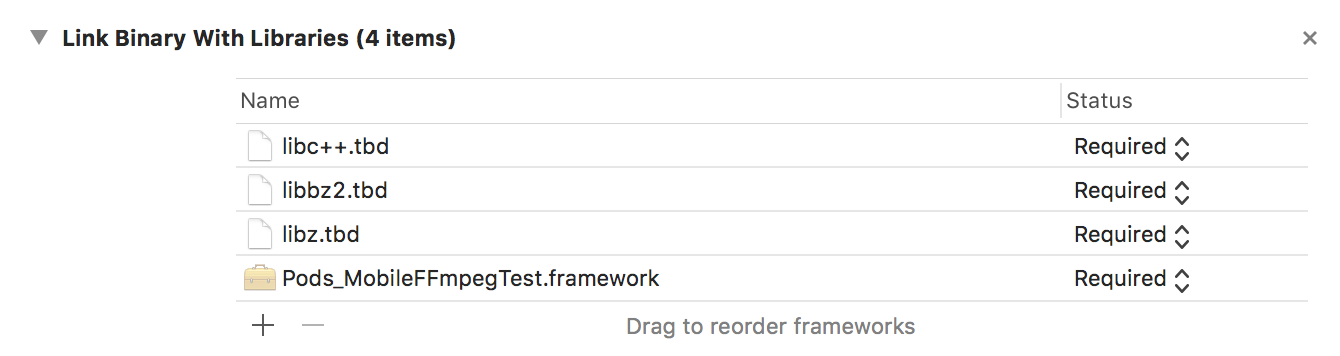 Link Binary With Libraries (4 items)
Name Status
libc++.tbd Required
libbz2.tbd Required
libz.tbd Required
Pods_MobileFFmpegTest.framework Required
Drag to reorder frameworks